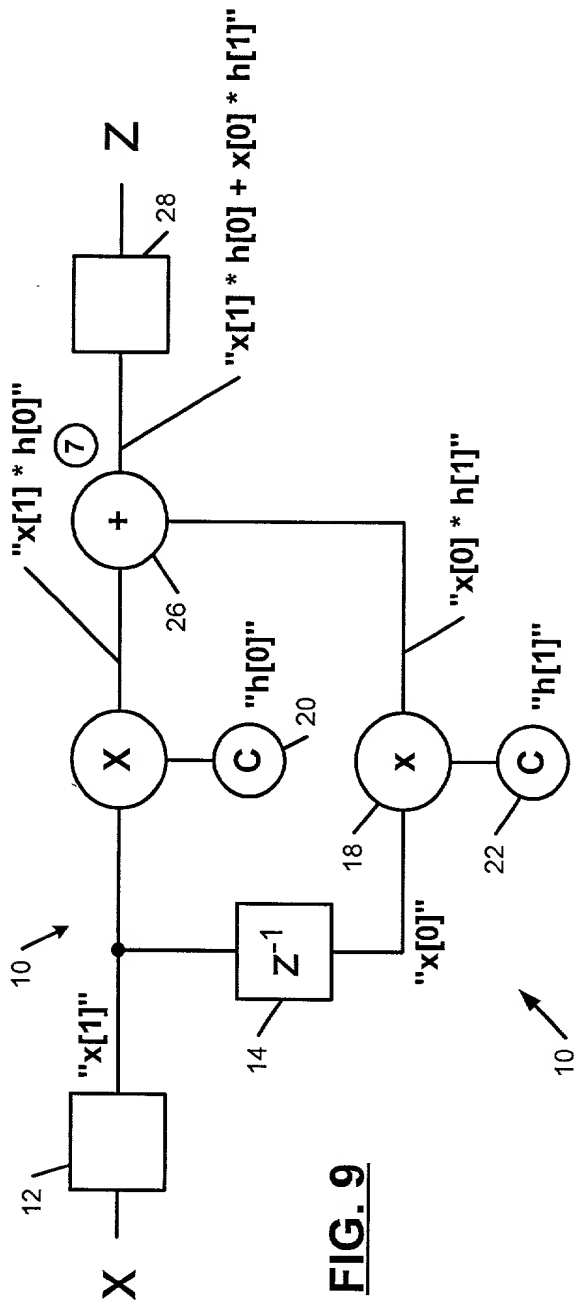 10
12
"x[1]"
X
X
"x[1] * h[0]"
7
+
26
28
Z
"x[1] * h[0] + x[0] * h[1]"
C
"h[0]"
20
Z-1
14
"x[0]"
x
18
"x[0] * h[1]"
C
"h[1]"
22
10
FIG. 9